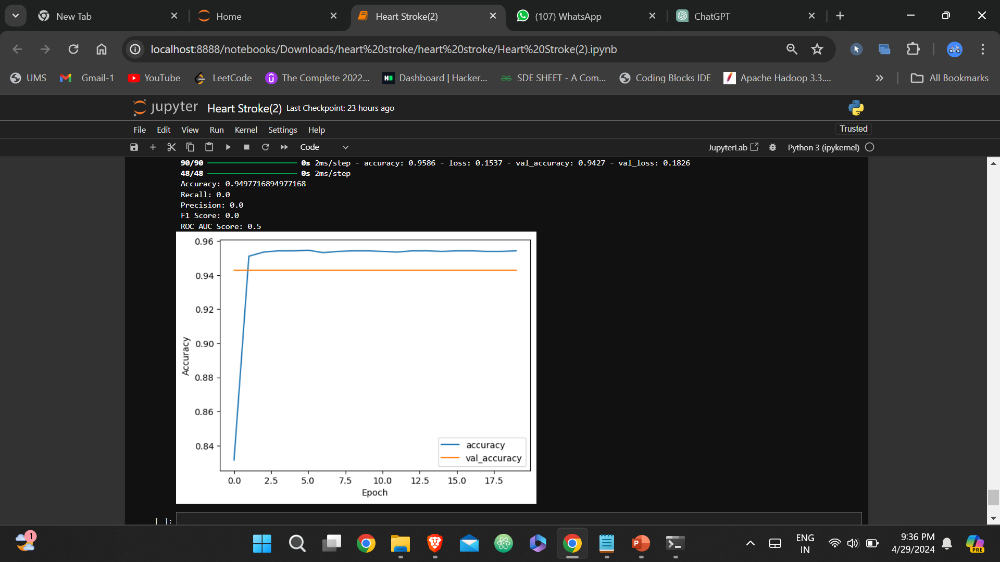 New Tab
Home
Heart Stroke(2)
(107) WhatsApp
ChatGPT
localhost:8888/notebooks/Downloads/heart%20stroke/heart%20stroke/Heart%20Stroke(2).ipynb
UMS
Gmail-1
YouTube
LeetCode
The Complete 2022...
Dashboard | Hacker...
SDE SHEET - A Com...
Coding Blocks IDE
Apache Hadoop 3.3....
All Bookmarks
jupyter Heart Stroke(2) Last Checkpoint: 23 hours ago
File Edit View Run Kernel Settings Help
Trusted
Code
JupyterLab
Python 3 (ipykernel)
90/90 0s 2ms/step - accuracy: 0.9586 - loss: 0.1537 - val_accuracy: 0.9427 - val_loss: 0.1826
48/48 0s 2ms/step
Accuracy: 0.9497716894977168
Recall: 0.0
Precision: 0.0
F1 Score: 0.0
ROC AUC Score: 0.5
0.96
0.94
0.92
0.90
0.88
0.86
0.84
Accuracy
accuracy
val_accuracy
0.0 2.5 5.0 7.5 10.0 12.5 15.0 17.5
Epoch
[ ]:
1
ENG
IN
9:36 PM
4/29/2024
PRE